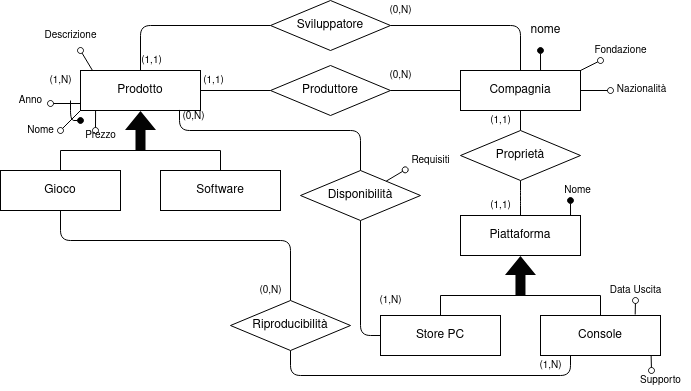 (0,N)
Sviluppatore
nome
Descrizione
Fondazione
(1,1)
(1,N)
Prodotto
(1,1)
Produttore
(0,N)
Compagnia
Nazionalità
Anno
(0,N)
(1,1)
Nome
Prezzo
Proprietà
Requisiti
Gioco
Software
Disponibilità
Nome
(1,1)
Piattaforma
(0,N)
Data Uscita
(1,N)
Riproducibilità
Store PC
Console
(1,N)
Supporto